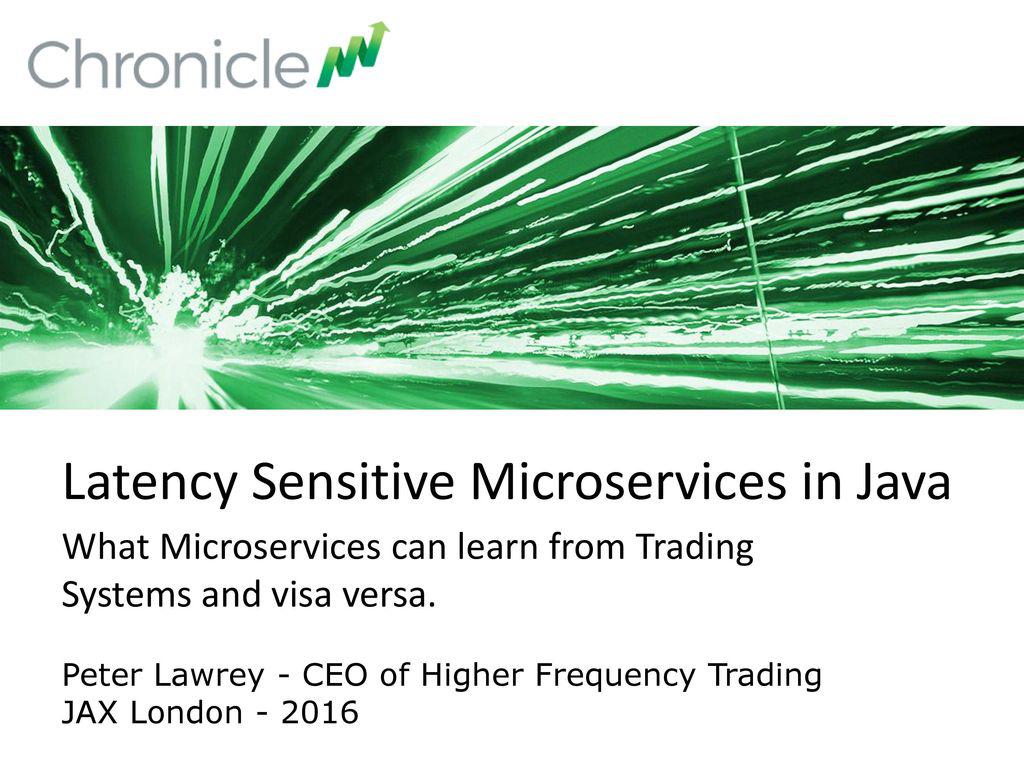 Chronicle
Latency Sensitive Microservices in Java
What Microservices can learn from Trading
Systems and visa versa.
Peter Lawrey - CEO of Higher Frequency Trading
JAX London - 2016